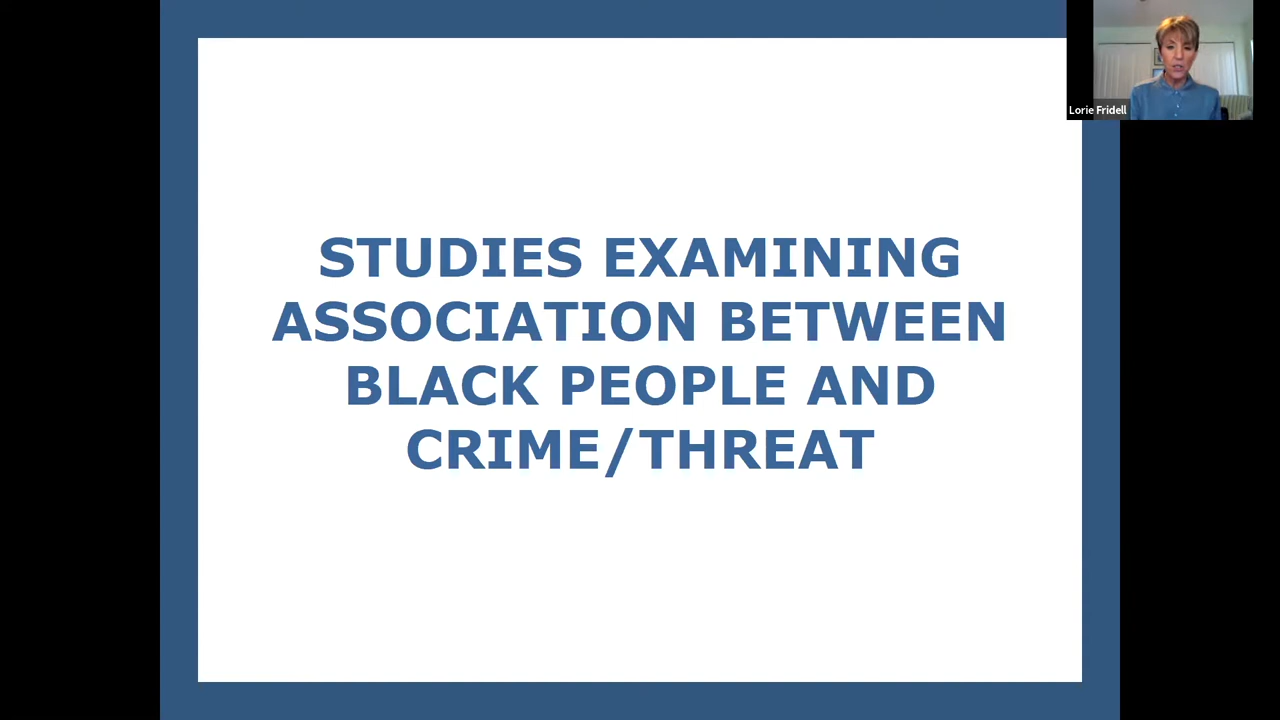 Lorie Fridell
STUDIES EXAMINING
ASSOCIATION BETWEEN
BLACK PEOPLE AND
CRIME/THREAT